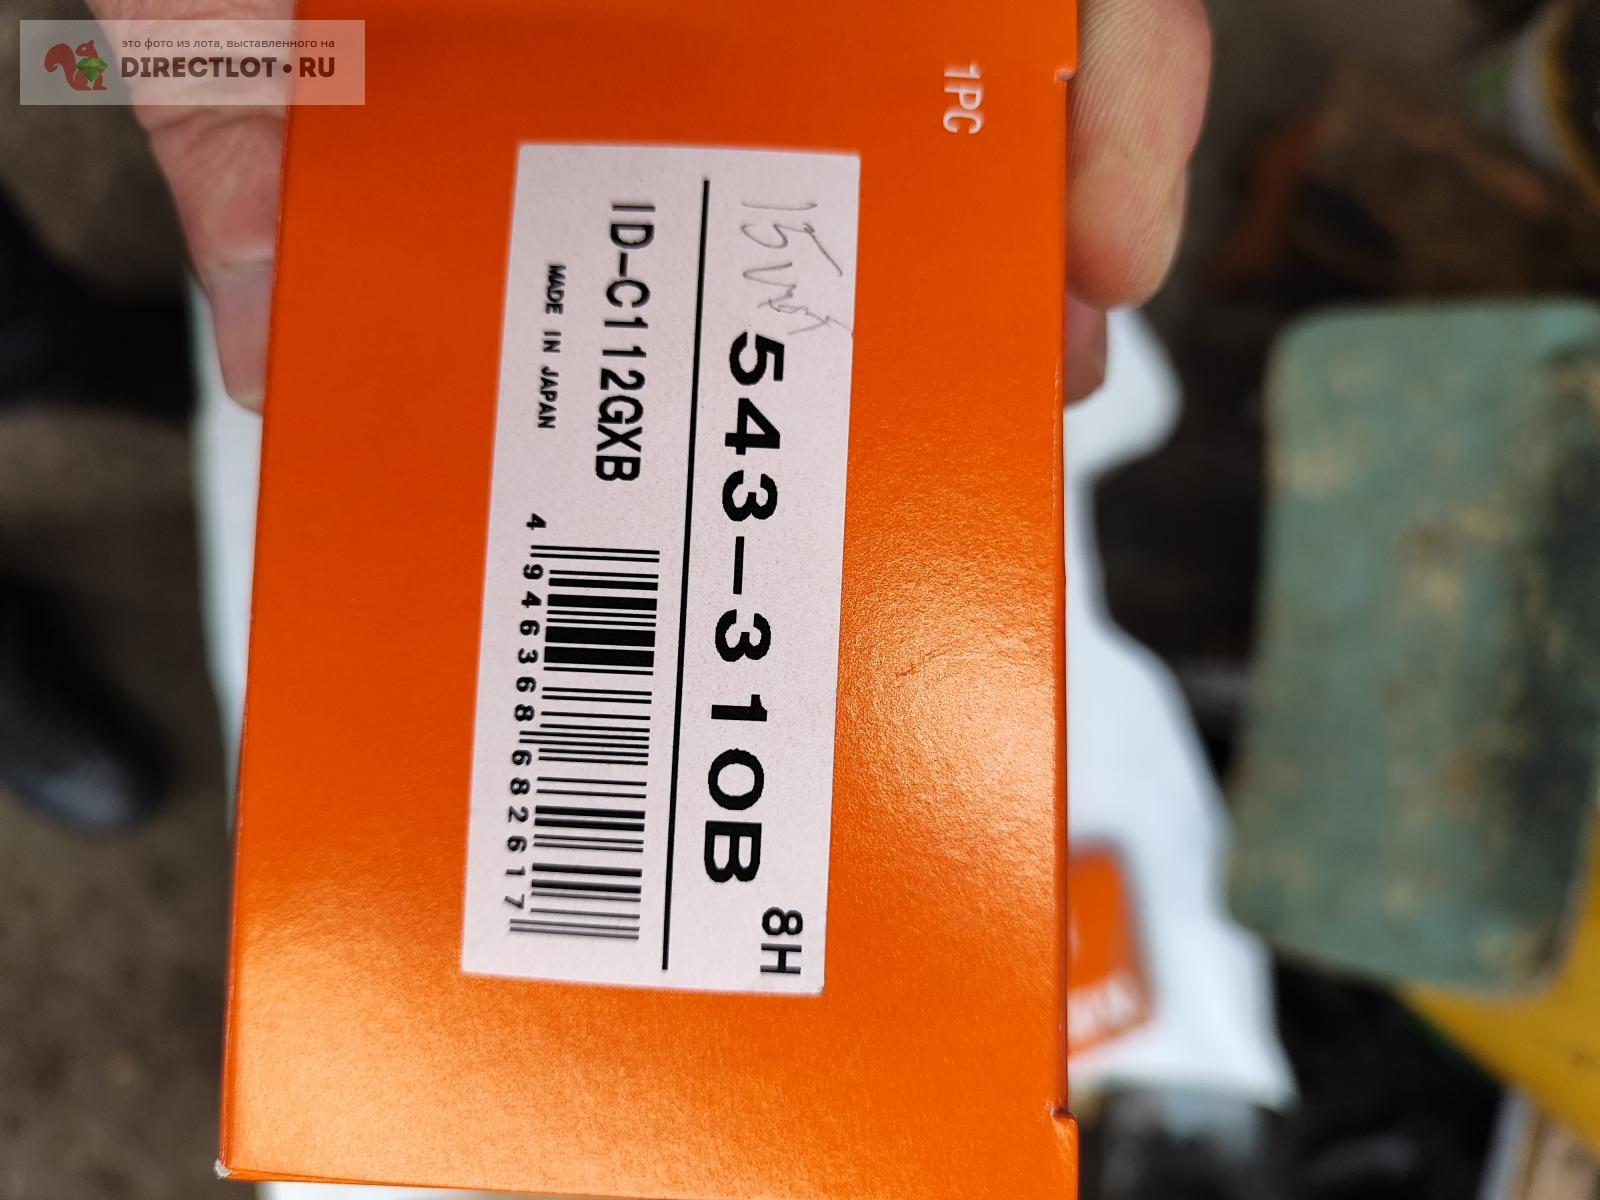 это фото из лота, выставленного на
DIRECTLOT•RU
1PC
543-310B
8H
ID-C112GXB
MADE IN JAPAN
4 946368 682617